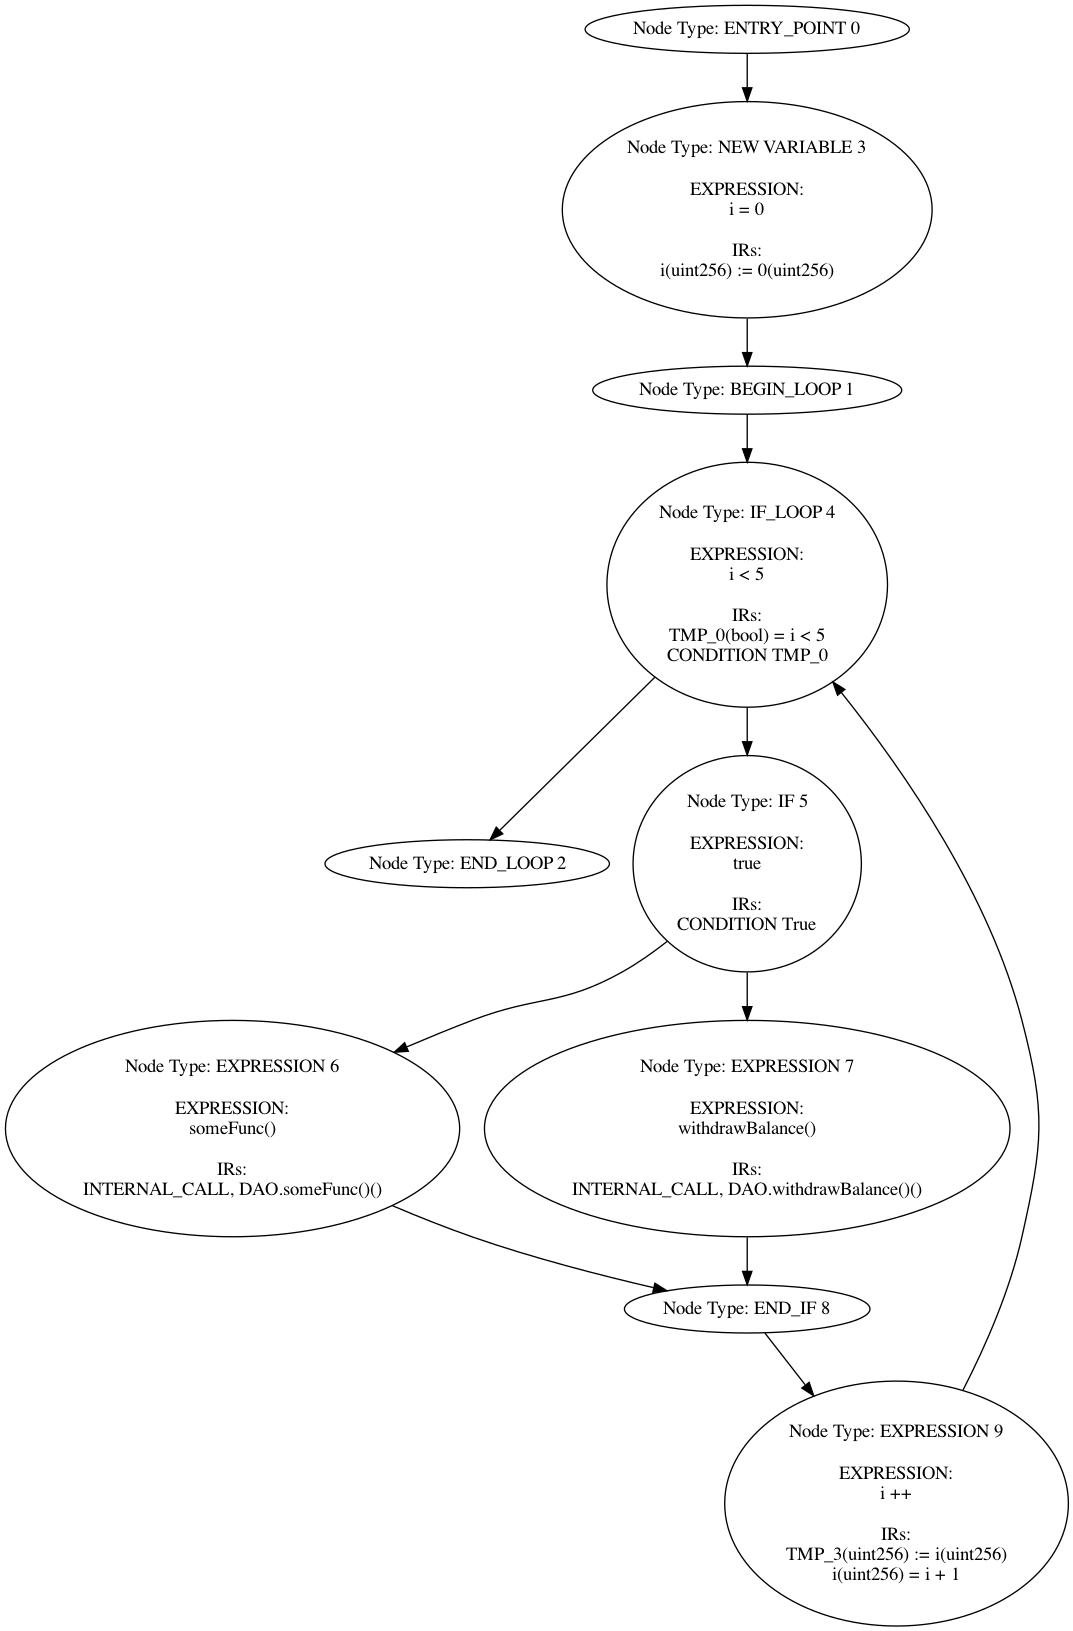 Node Type: ENTRY_POINT 0
Node Type: NEW VARIABLE 3
EXPRESSION:
i = 0
IRs:
i(uint256) := 0(uint256)
Node Type: BEGIN_LOOP 1
Node Type: IF_LOOP 4
EXPRESSION:
i < 5
IRs:
TMP_0(bool) = i < 5
CONDITION TMP_0
Node Type: END_LOOP 2
Node Type: IF 5
EXPRESSION:
true
IRs:
CONDITION True
Node Type: EXPRESSION 6
EXPRESSION:
someFunc()
IRs:
INTERNAL_CALL, DAO.someFunc()()
Node Type: EXPRESSION 7
EXPRESSION:
withdrawBalance()
IRs:
INTERNAL_CALL, DAO.withdrawBalance()()
Node Type: END_IF 8
Node Type: EXPRESSION 9
EXPRESSION:
i ++
IRs:
TMP_3(uint256) := i(uint256)
i(uint256) = i + 1